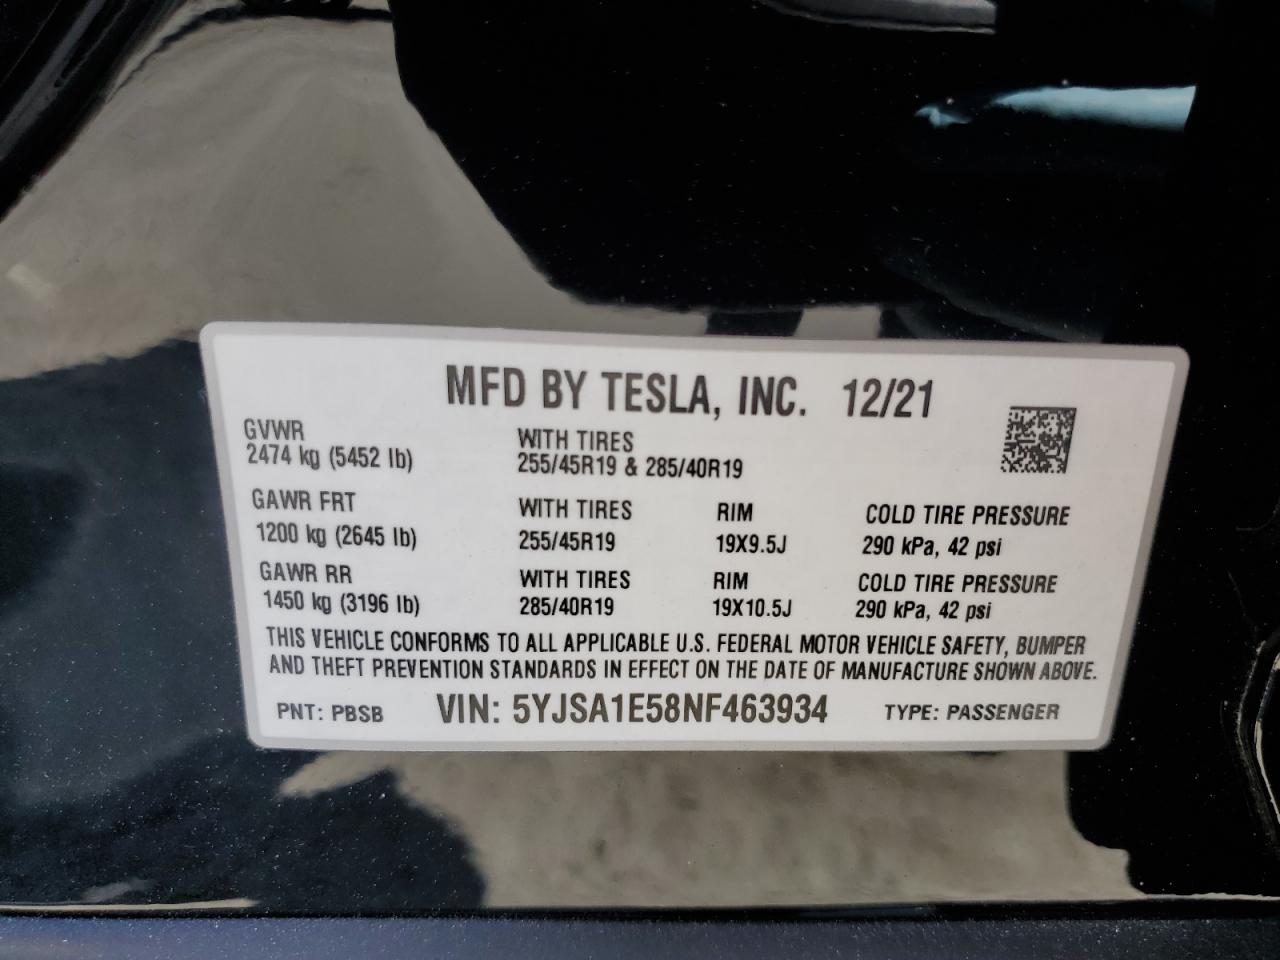 MFD BY TESLA, INC. 12/21
GVWR
2474 kg (5452 lb)
WITH TIRES
255/45R19 & 285/40R19
GAWR FRT
1200 kg (2645 lb)
WITH TIRES
255/45R19
RIM
19X9.5J
COLD TIRE PRESSURE
290 kPa, 42 psi
GAWR RR
1450 kg (3196 lb)
WITH TIRES
285/40R19
RIM
19X10.5J
COLD TIRE PRESSURE
290 kPa, 42 psi
THIS VEHICLE CONFORMS TO ALL APPLICABLE U.S. FEDERAL MOTOR VEHICLE SAFETY, BUMPER
AND THEFT PREVENTION STANDARDS IN EFFECT ON THE DATE OF MANUFACTURE SHOWN ABOVE.
PNT: PBSB VIN: 5YJSA1E58NF463934 TYPE: PASSENGER